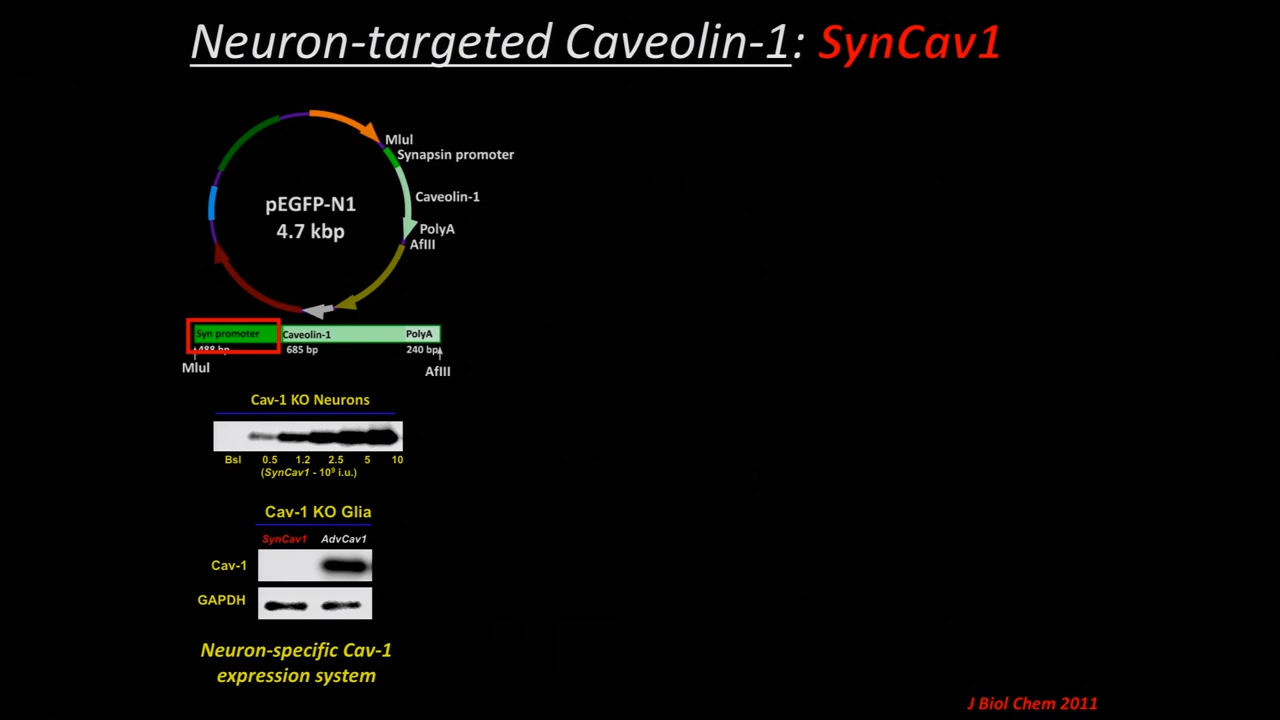 Neuron-targeted Caveolin-1: SynCav1
MluI
Synapsin promoter
Caveolin-1
pEGFP-N1
4.7 kbp
PolyA
AflII
Syn promoter Caveolin-1 PolyA
488 bp 685 bp 240 bp
MluI
AflII
Cav-1 KO Neurons
Bsl 0.5 1.2 2.5 5 10
(SynCav1 - 10⁹ i.u.)
Cav-1 KO Glia
SynCav1 AdvCav1
Cav-1
GAPDH
Neuron-specific Cav-1
expression system
J Biol Chem 2011